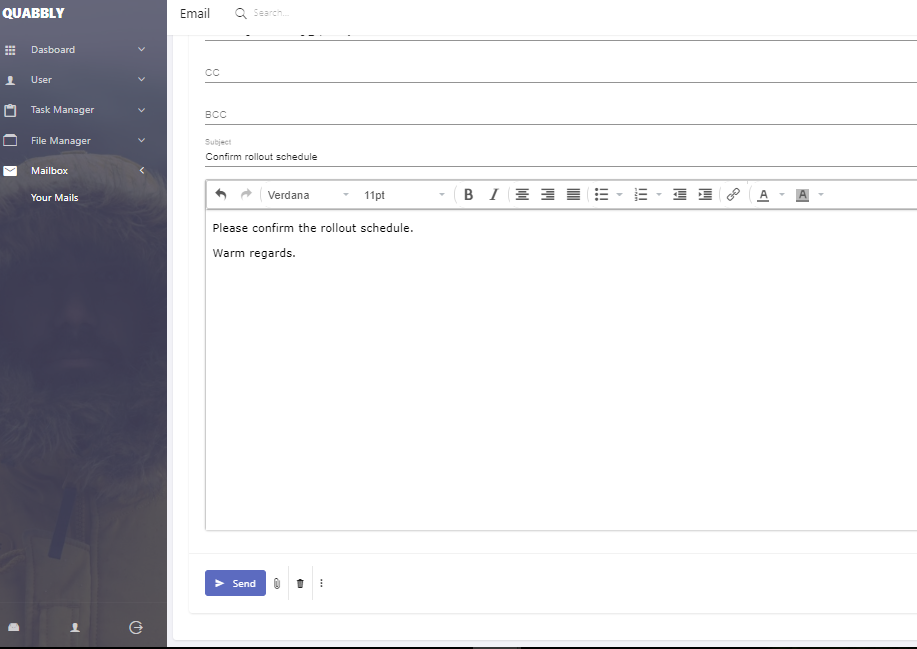 QUABBLY
Email
Search...
Dasboard
User
Task Manager
File Manager
Mailbox
Your Mails
CC
BCC
Subject
Confirm rollout schedule
Verdana 11pt B I A A
Please confirm the rollout schedule.
Warm regards.
Send